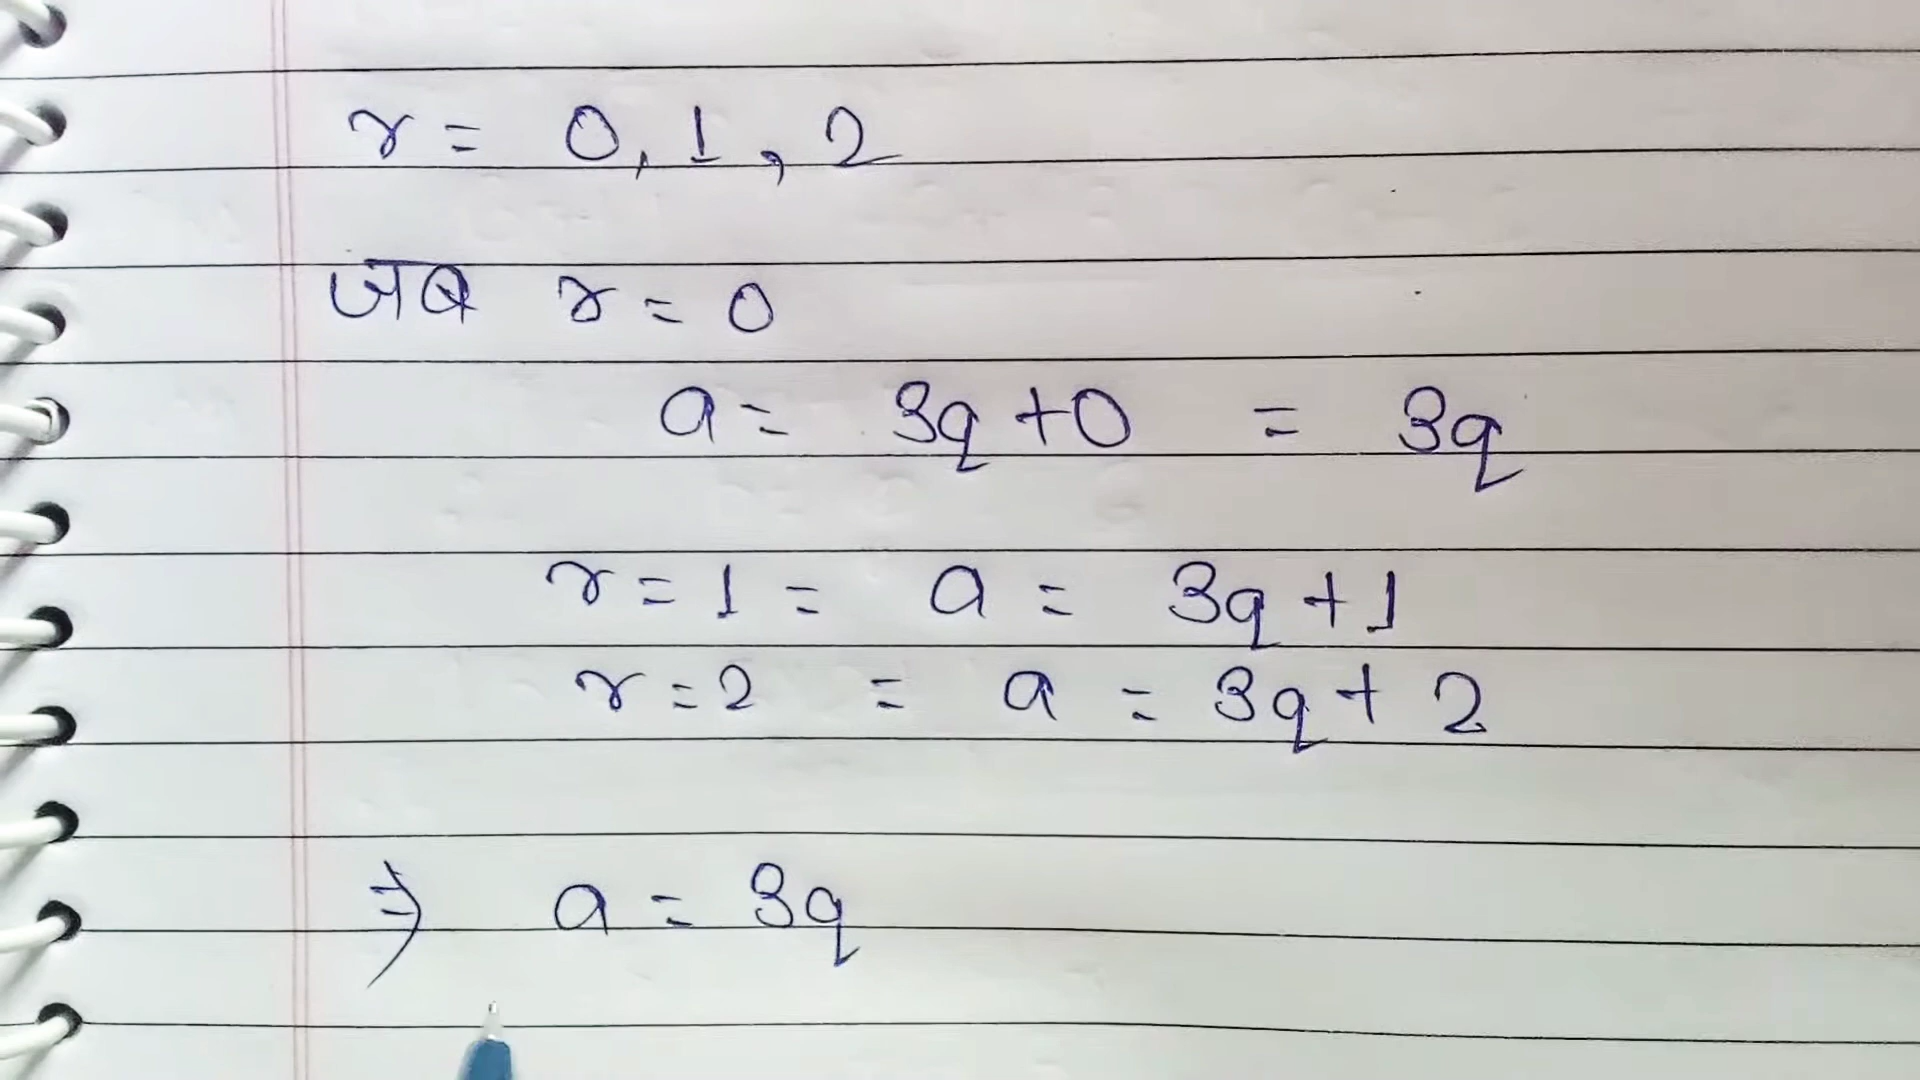 r = 0, 1, 2
जब r = 0
a = 3q + 0 = 3q
r = 1 = a = 3q + 1
r = 2 = a = 3q + 2
⇒ a = 3q